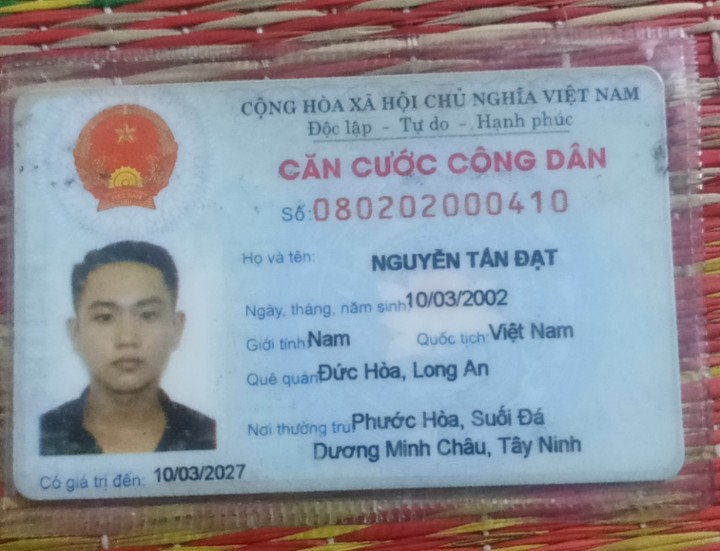 CỘNG HÒA XÃ HỘI CHỦ NGHĨA VIỆT NAM
Độc lập - Tự do - Hạnh phúc
CĂN CƯỚC CÔNG DÂN
Số: 080202000410
Họ và tên: NGUYỄN TẤN ĐẠT
Ngày, tháng, năm sinh: 10/03/2002
Giới tính: Nam Quốc tịch: Việt Nam
Quê quán: Đức Hòa, Long An
Nơi thường trú: Phước Hòa, Suối Đá
Dương Minh Châu, Tây Ninh
Có giá trị đến: 10/03/2027